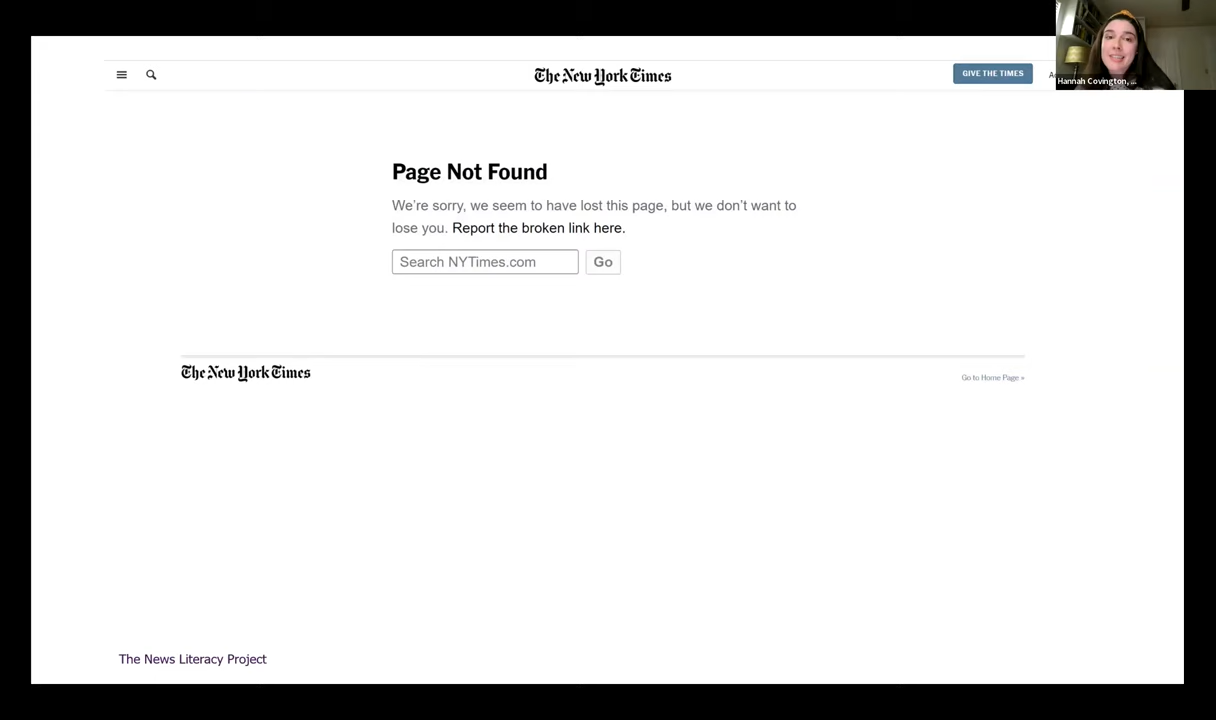 The New York Times
GIVE THE TIMES
Hannah Covington, ...
Page Not Found
We're sorry, we seem to have lost this page, but we don't want to
lose you. Report the broken link here.
Search NYTimes.com
Go
The New York Times
Go to Home Page »
The News Literacy Project